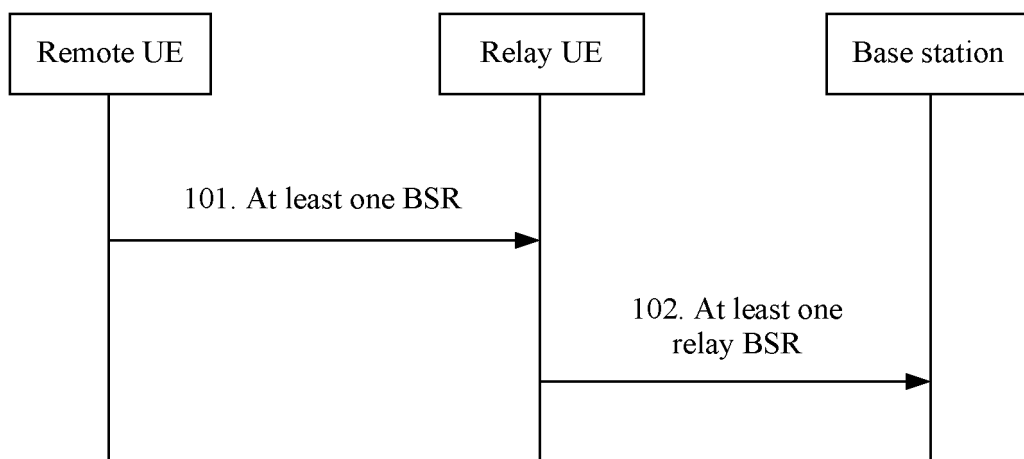 Remote UE
Relay UE
Base station
101. At least one BSR
102. At least one
relay BSR